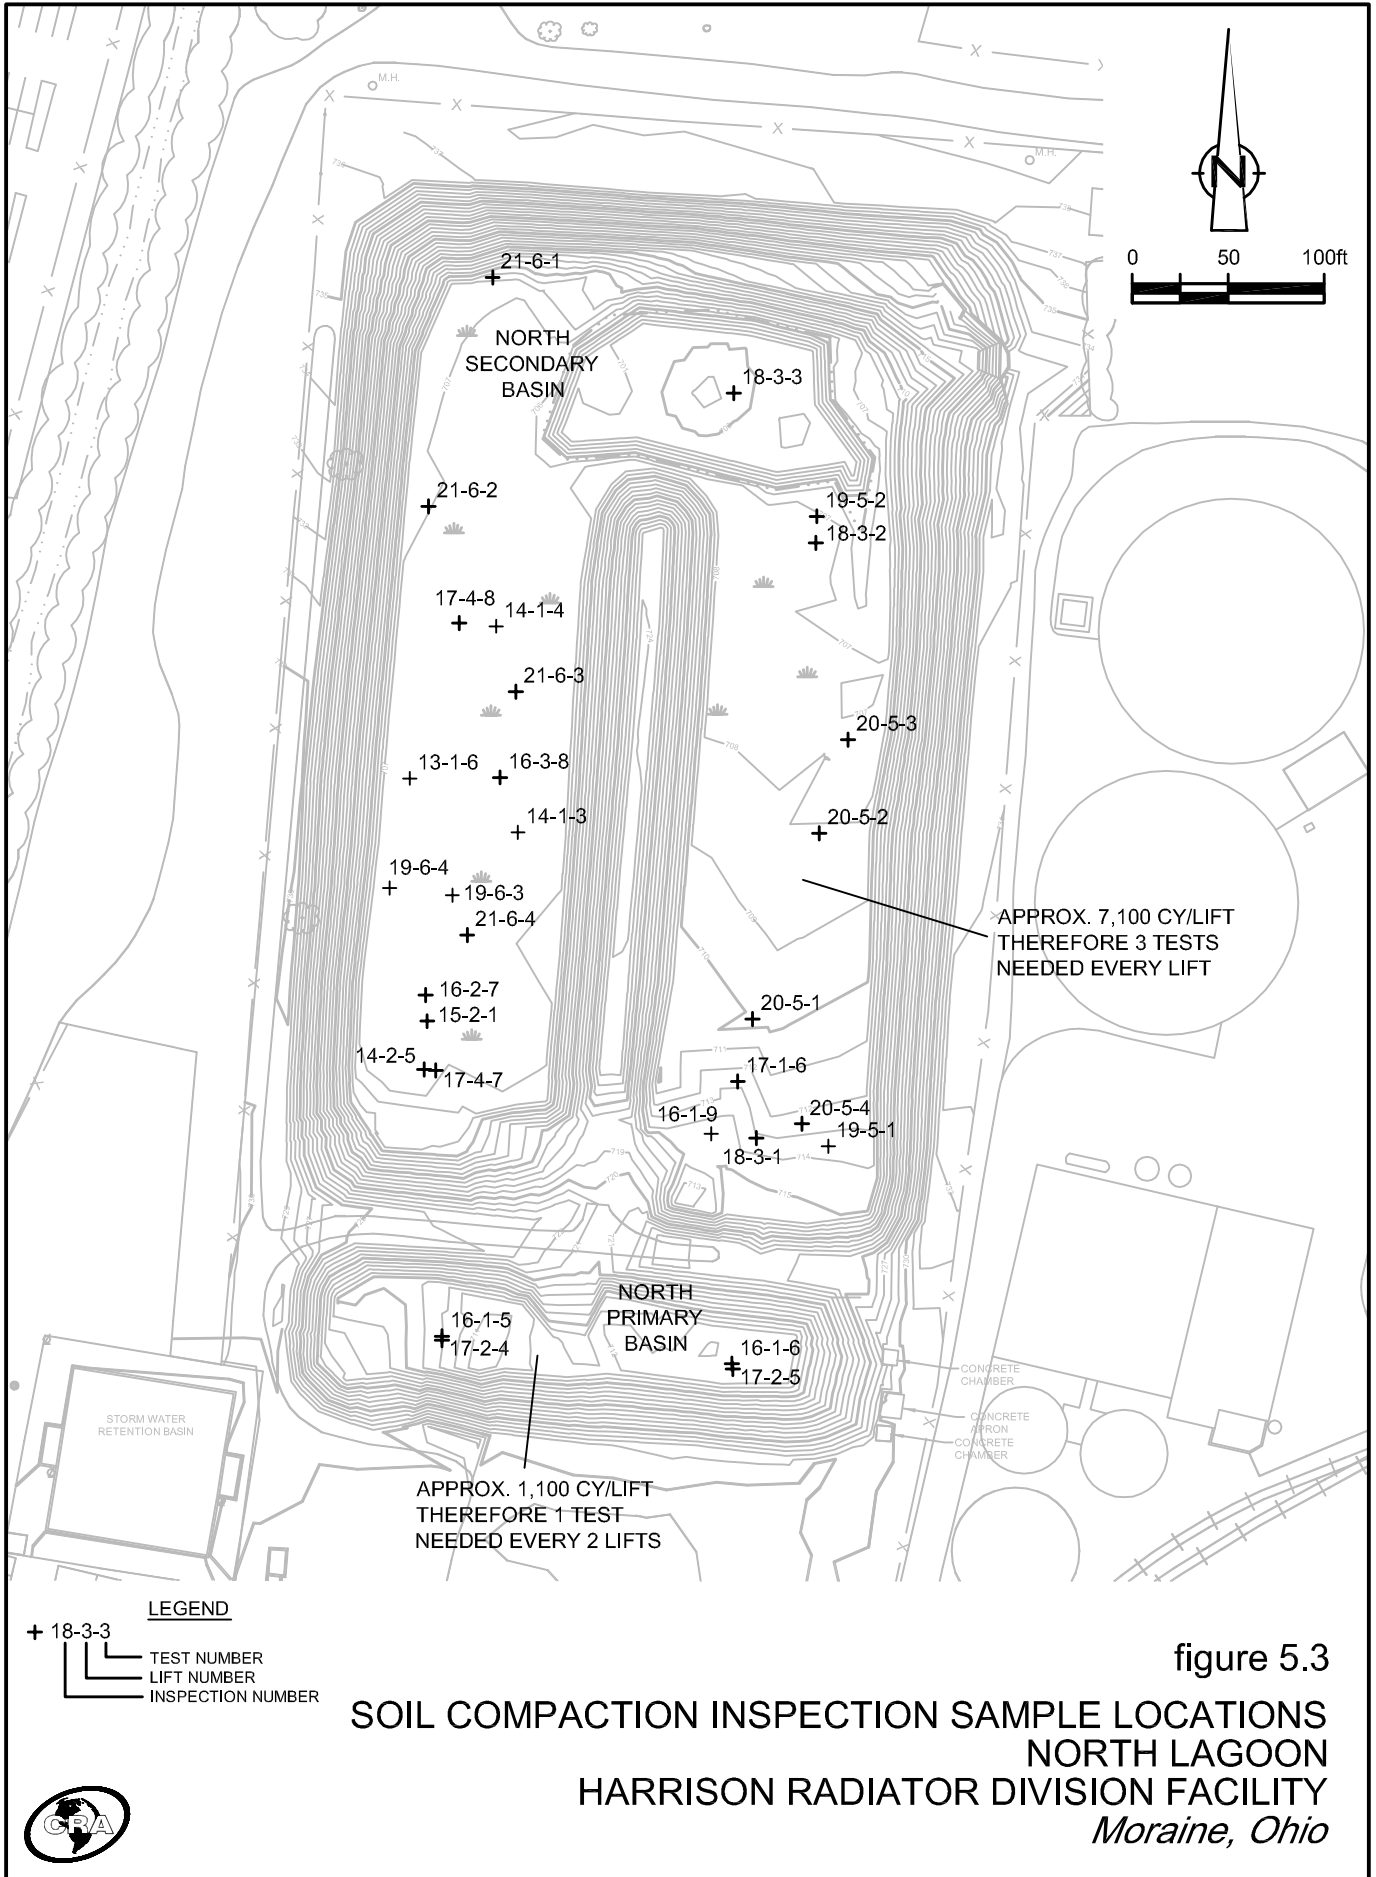 M.H.
M.H.
N
0 50 100ft
21-6-1
NORTH
SECONDARY
BASIN
18-3-3
21-6-2
19-5-2
18-3-2
17-4-8
14-1-4
21-6-3
20-5-3
13-1-6
16-3-8
14-1-3
20-5-2
19-6-4
19-6-3
21-6-4
APPROX. 7,100 CY/LIFT
THEREFORE 3 TESTS
NEEDED EVERY LIFT
16-2-7
15-2-1
20-5-1
14-2-5
17-4-7
17-1-6
16-1-9
20-5-4
19-5-1
18-3-1
NORTH
PRIMARY
BASIN
16-1-5
17-2-4
16-1-6
17-2-5
CONCRETE
CHAMBER
CONCRETE
APRON
CONCRETE
CHAMBER
STORM WATER
RETENTION BASIN
APPROX. 1,100 CY/LIFT
THEREFORE 1 TEST
NEEDED EVERY 2 LIFTS
LEGEND
18-3-3
TEST NUMBER
LIFT NUMBER
INSPECTION NUMBER
figure 5.3
SOIL COMPACTION INSPECTION SAMPLE LOCATIONS
NORTH LAGOON
HARRISON RADIATOR DIVISION FACILITY
Moraine, Ohio
CRA